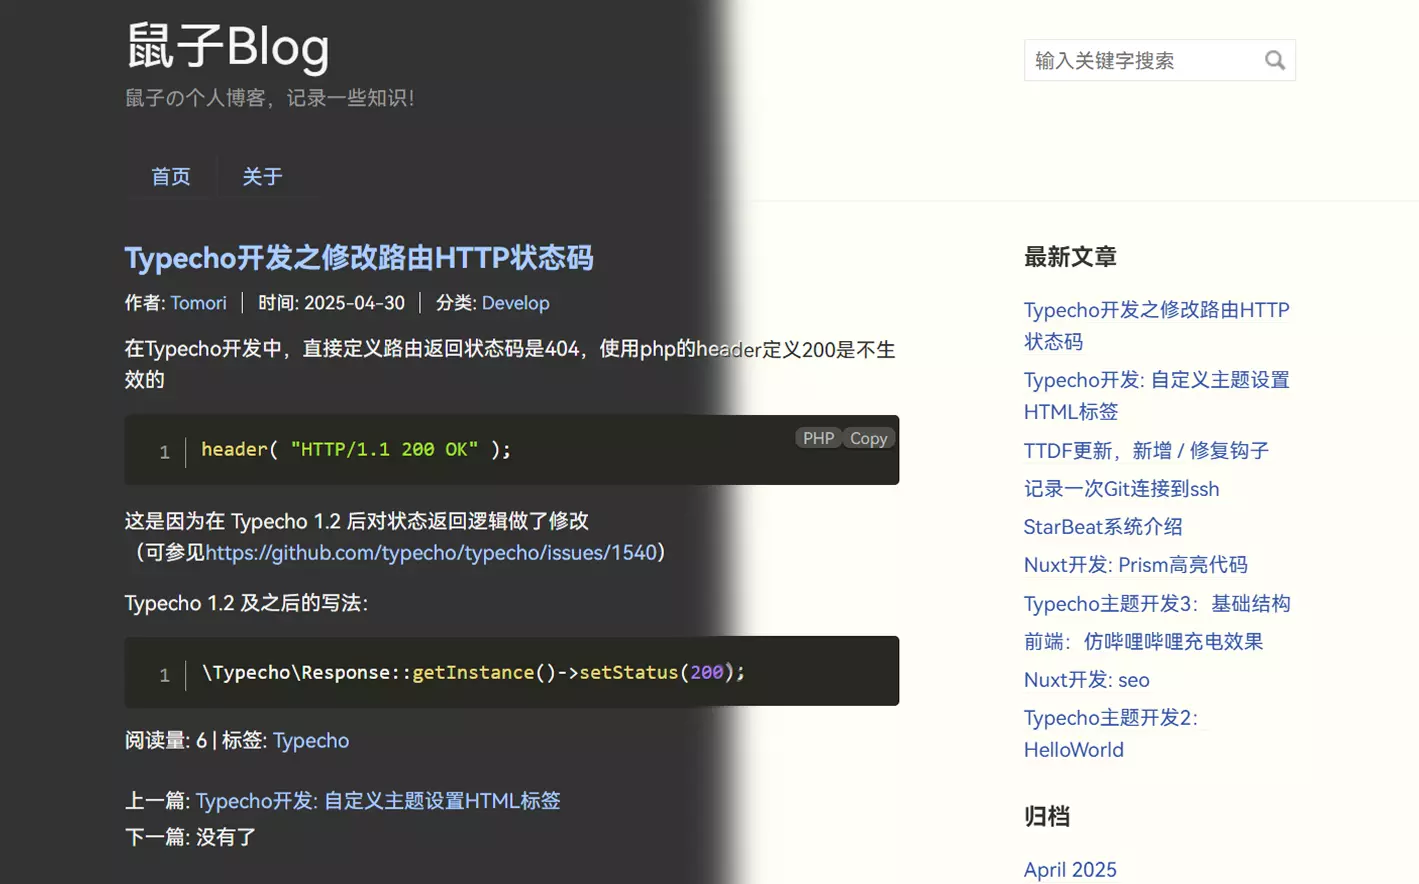 鼠子Blog
鼠子の个人博客，记录一些知识！
输入关键字搜索
首页
关于
Typecho开发之修改路由HTTP状态码
作者: Tomori
时间: 2025-04-30
分类: Develop
在Typecho开发中，直接定义路由返回状态码是404，使用php的header定义200是不生
效的
1
header( "HTTP/1.1 200 OK" );
PHP
Copy
这是因为在 Typecho 1.2 后对状态返回逻辑做了修改
（可参见https://github.com/typecho/typecho/issues/1540）
Typecho 1.2 及之后的写法:
1
\Typecho\Response::getInstance()->setStatus(200);
阅读量: 6 | 标签: Typecho
上一篇: Typecho开发: 自定义主题设置HTML标签
下一篇: 没有了
最新文章
Typecho开发之修改路由HTTP
状态码
Typecho开发: 自定义主题设置
HTML标签
TTDF更新，新增 / 修复钩子
记录一次Git连接到ssh
StarBeat系统介绍
Nuxt开发: Prism高亮代码
Typecho主题开发3：基础结构
前端：仿哔哩哔哩充电效果
Nuxt开发: seo
Typecho主题开发2:
HelloWorld
归档
April 2025